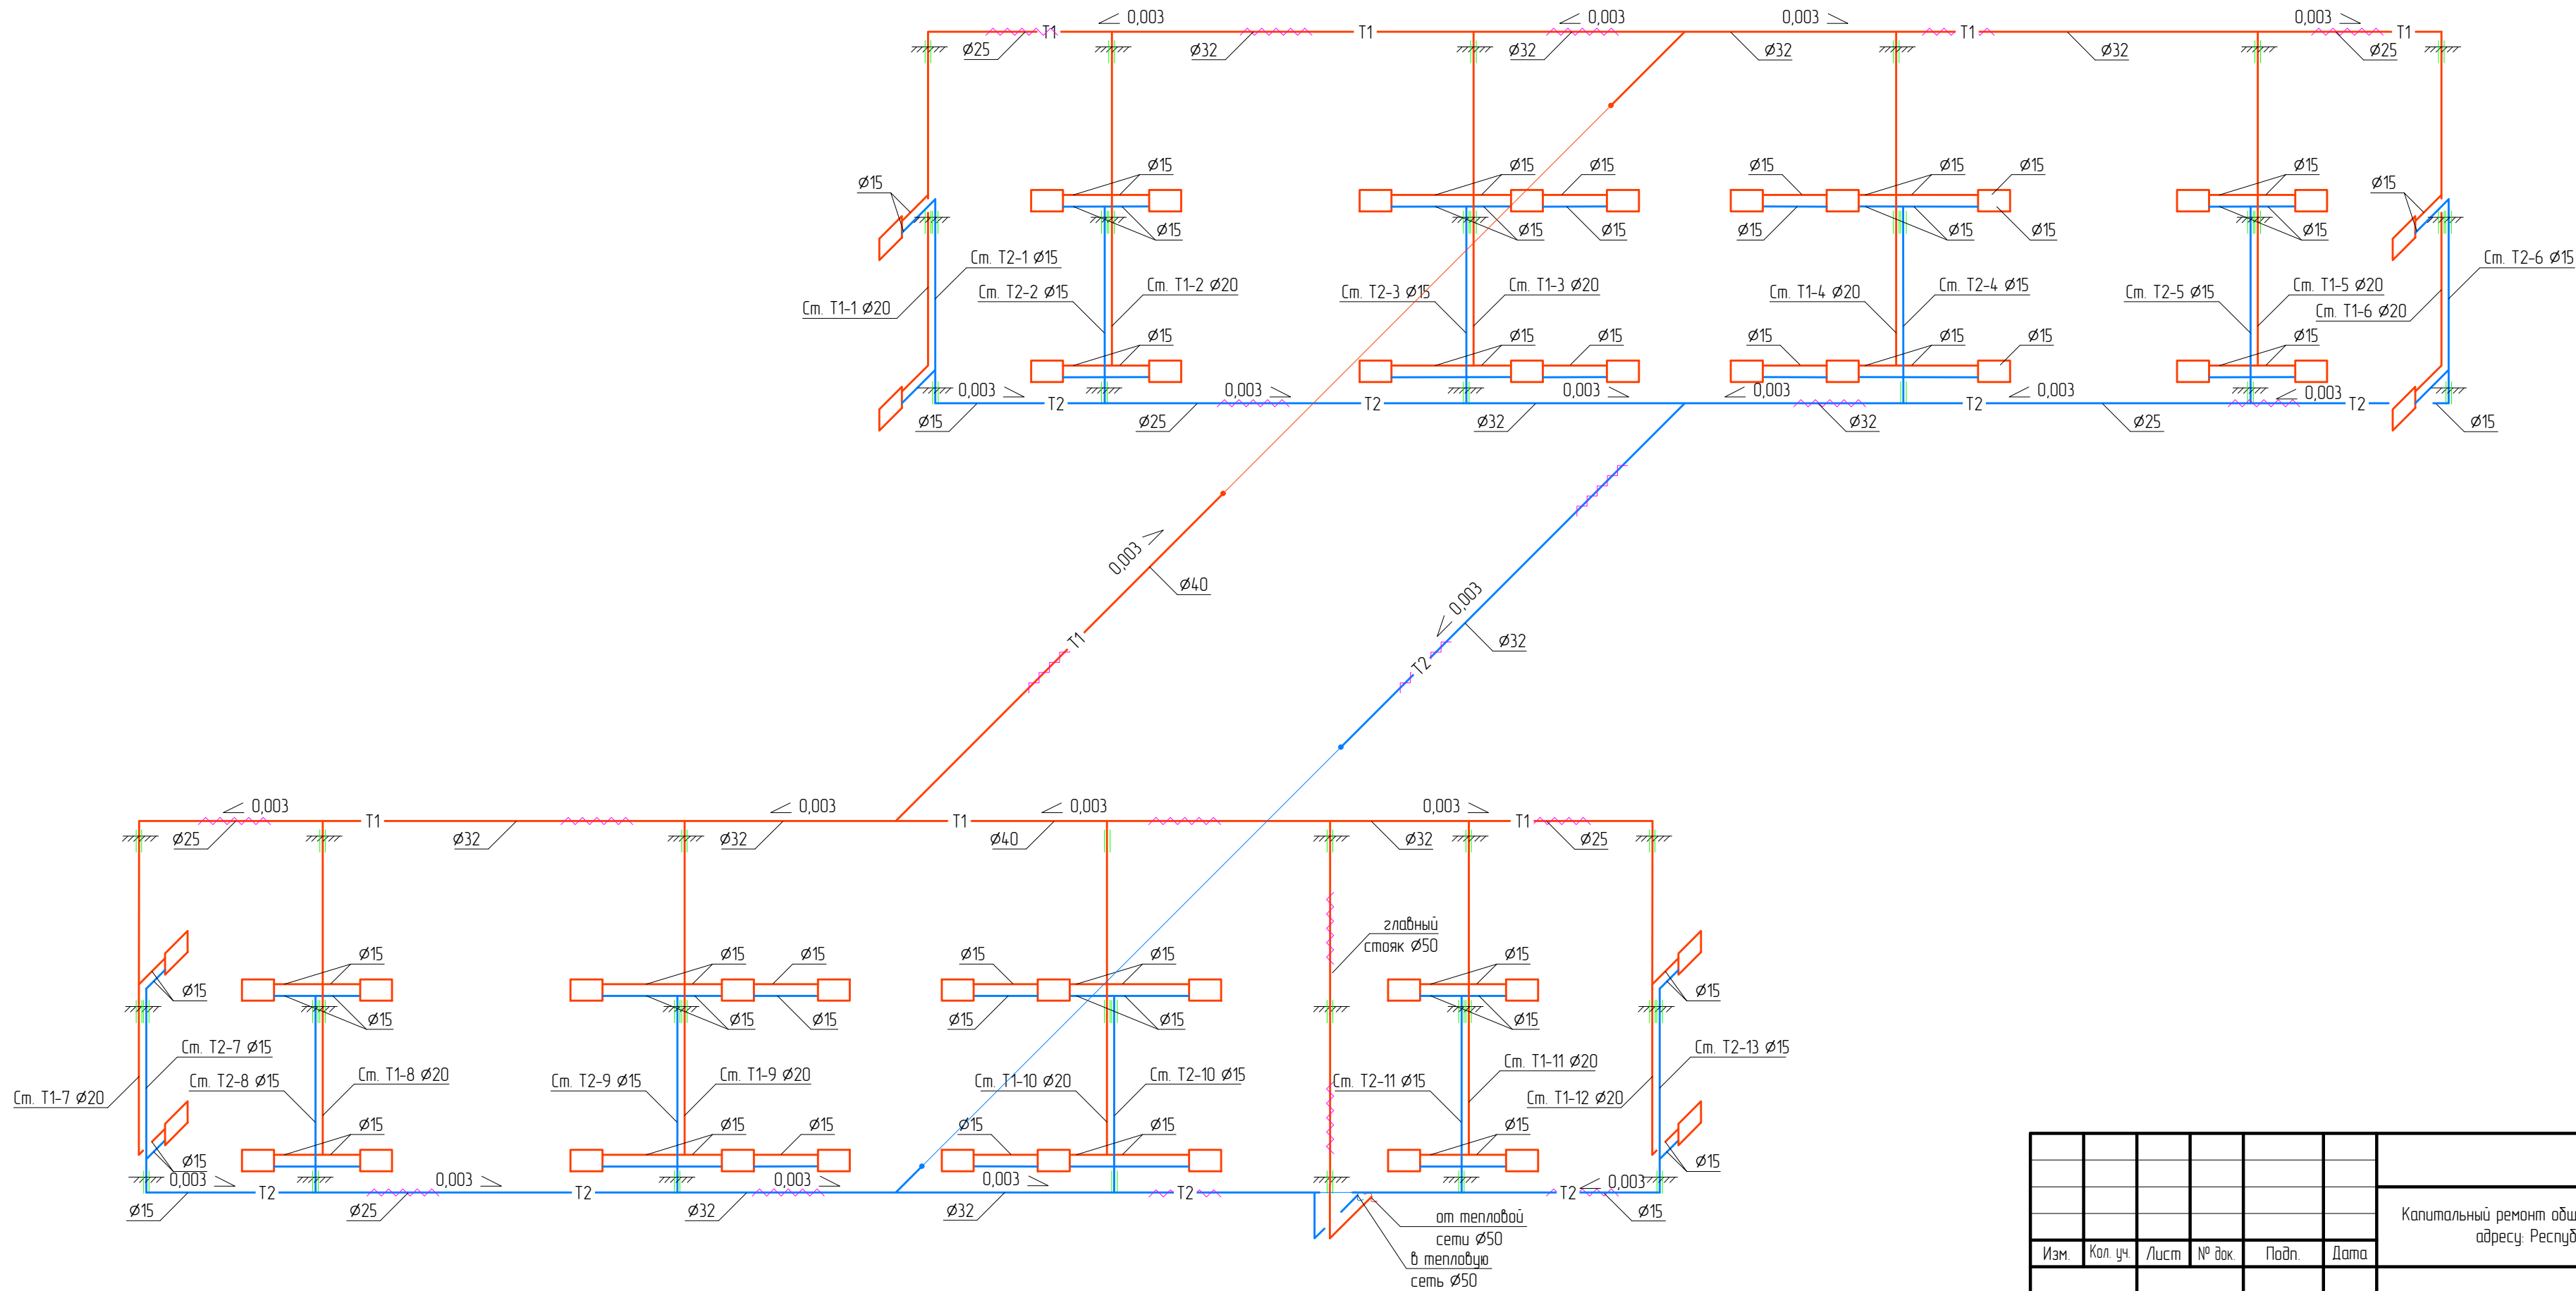 0,003 0,003 0,003 0,003
T1 T1 T1 T1
Ø25 Ø32 Ø32 Ø32 Ø32 Ø25
Ø15 Ø15 Ø15 Ø15 Ø15 Ø15 Ø15
Ø15 Ø15
Ø15 Ø15 Ø15 Ø15 Ø15 Ø15 Ø15
Ст. Т2-1 Ø15 Ст. Т2-6 Ø15
Ст. Т2-2 Ø15 Ст. Т1-2 Ø20 Ст. Т2-3 Ø15 Ст. Т1-3 Ø20 Ст. Т1-4 Ø20 Ст. Т2-4 Ø15 Ст. Т2-5 Ø15 Ст. Т1-5 Ø20
Ст. Т1-1 Ø20 Ст. Т1-6 Ø20
Ø15 Ø15 Ø15 Ø15 Ø15 Ø15 Ø15
0,003 0,003 0,003 0,003 0,003 0,003
T2 T2 T2 T2
Ø15 Ø25 Ø32 Ø32 Ø25 Ø15
0,003
Ø40
T1
0,003
Ø32
T2
0,003 0,003 0,003 0,003
T1 T1 T1
Ø25 Ø32 Ø32 Ø40 Ø32 Ø25
главный
стояк Ø50
Ø15 Ø15 Ø15 Ø15 Ø15 Ø15
Ø15 Ø15
Ø15 Ø15 Ø15 Ø15 Ø15 Ø15
Ст. Т2-7 Ø15 Ст. Т2-13 Ø15
Ст. Т2-8 Ø15 Ст. Т1-8 Ø20 Ст. Т2-9 Ø15 Ст. Т1-9 Ø20 Ст. Т1-10 Ø20 Ст. Т2-10 Ø15 Ст. Т2-11 Ø15 Ст. Т1-11 Ø20
Ст. Т1-7 Ø20 Ст. Т1-12 Ø20
Ø15 Ø15 Ø15 Ø15 Ø15 Ø15
Ø15 Ø15
0,003 0,003 0,003 0,003 0,003
T2 T2 T2 T2
Ø15 Ø25 Ø32 Ø32 Ø15
от тепловой
сети Ø50
в тепловую
сеть Ø50
Капитальный ремонт общ
адресу: Респуб
Изм. Кол. уч. Лист № док. Подп. Дата